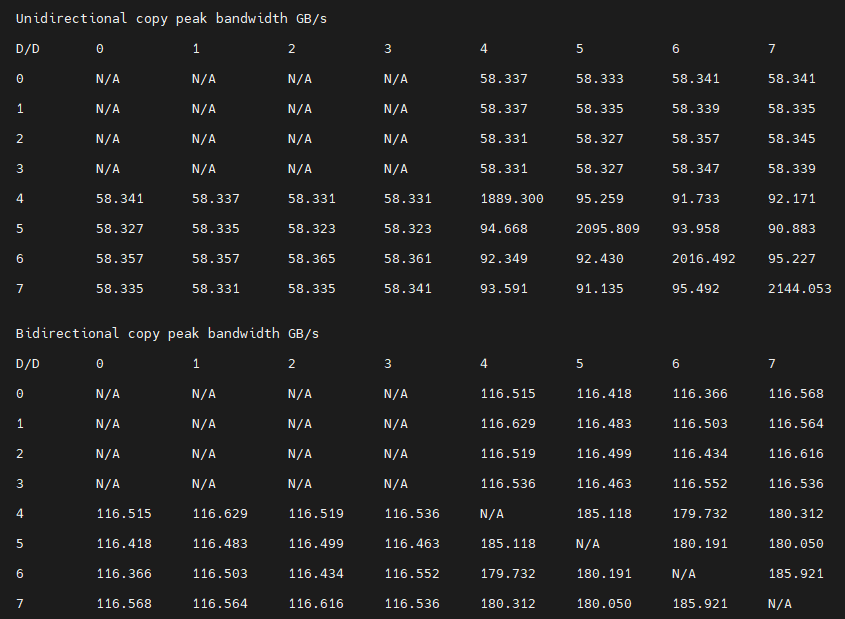 Unidirectional copy peak bandwidth GB/s
D/D 0 1 2 3 4 5 6 7
0 N/A N/A N/A N/A 58.337 58.333 58.341 58.341
1 N/A N/A N/A N/A 58.337 58.335 58.339 58.335
2 N/A N/A N/A N/A 58.331 58.327 58.357 58.345
3 N/A N/A N/A N/A 58.331 58.327 58.347 58.339
4 58.341 58.337 58.331 58.331 1889.300 95.259 91.733 92.171
5 58.327 58.335 58.323 58.323 94.668 2095.809 93.958 90.883
6 58.357 58.357 58.365 58.361 92.349 92.430 2016.492 95.227
7 58.335 58.331 58.335 58.341 93.591 91.135 95.492 2144.053
Bidirectional copy peak bandwidth GB/s
D/D 0 1 2 3 4 5 6 7
0 N/A N/A N/A N/A 116.515 116.418 116.366 116.568
1 N/A N/A N/A N/A 116.629 116.483 116.503 116.564
2 N/A N/A N/A N/A 116.519 116.499 116.434 116.616
3 N/A N/A N/A N/A 116.536 116.463 116.552 116.536
4 116.515 116.629 116.519 116.536 N/A 185.118 179.732 180.312
5 116.418 116.483 116.499 116.463 185.118 N/A 180.191 180.050
6 116.366 116.503 116.434 116.552 179.732 180.191 N/A 185.921
7 116.568 116.564 116.616 116.536 180.312 180.050 185.921 N/A